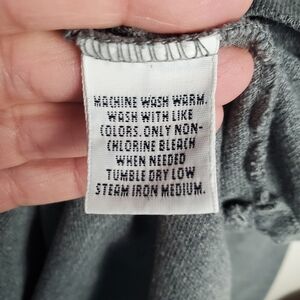 MACHINE WASH WARM.
WASH WITH LIKE
COLORS. ONLY NON-
CHLORINE BLEACH
WHEN NEEDED
TUMBLE DRY LOW
STEAM IRON MEDIUM.